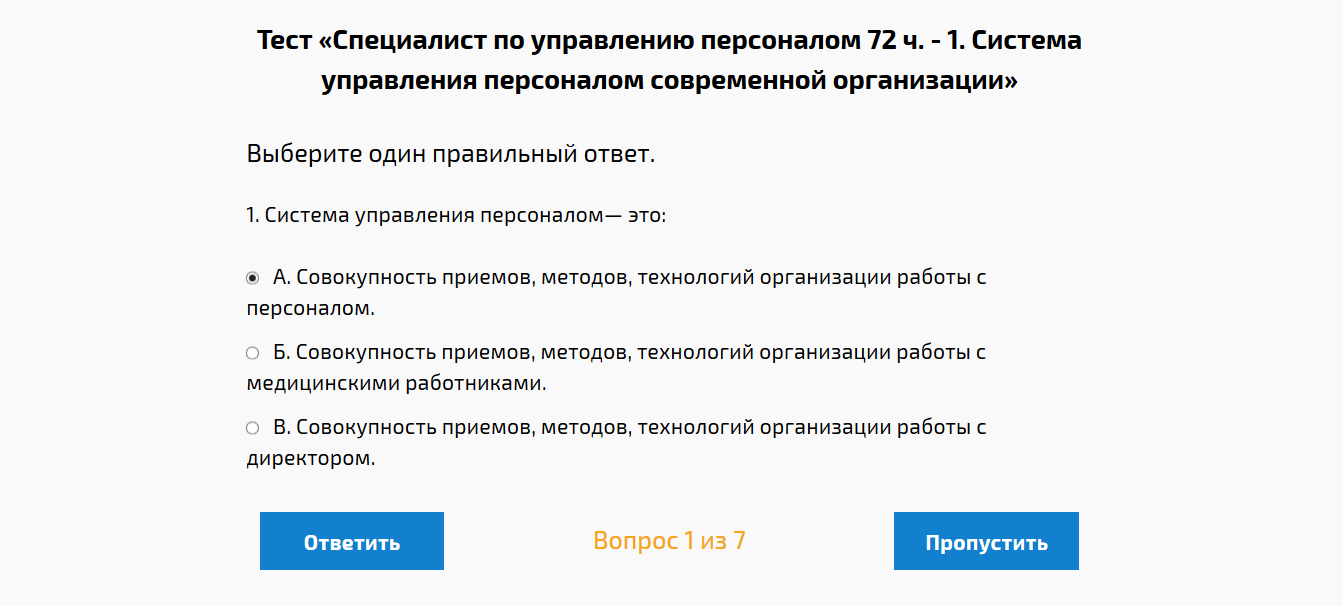 Тест «Специалист по управлению персоналом 72 ч. - 1. Система
управления персоналом современной организации»
Выберите один правильный ответ.
1. Система управления персоналом— это:
А. Совокупность приемов, методов, технологий организации работы с
персоналом.
Б. Совокупность приемов, методов, технологий организации работы с
медицинскими работниками.
В. Совокупность приемов, методов, технологий организации работы с
директором.
Ответить
Вопрос 1 из 7
Пропустить